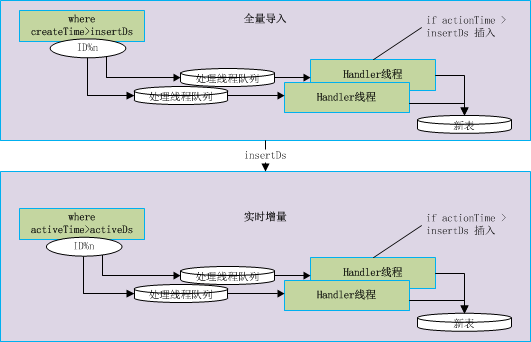 全量导入
where
createTime>insertDs
ID%n
if actionTime >
insertDs 插入
处理线程队列
处理线程队列
Handler线程
Handler线程
新表
insertDs
实时增量
where
activeTime>activeDs
ID%n
if actionTime >
insertDs 插入
处理线程队列
处理线程队列
Handler线程
Handler线程
新表